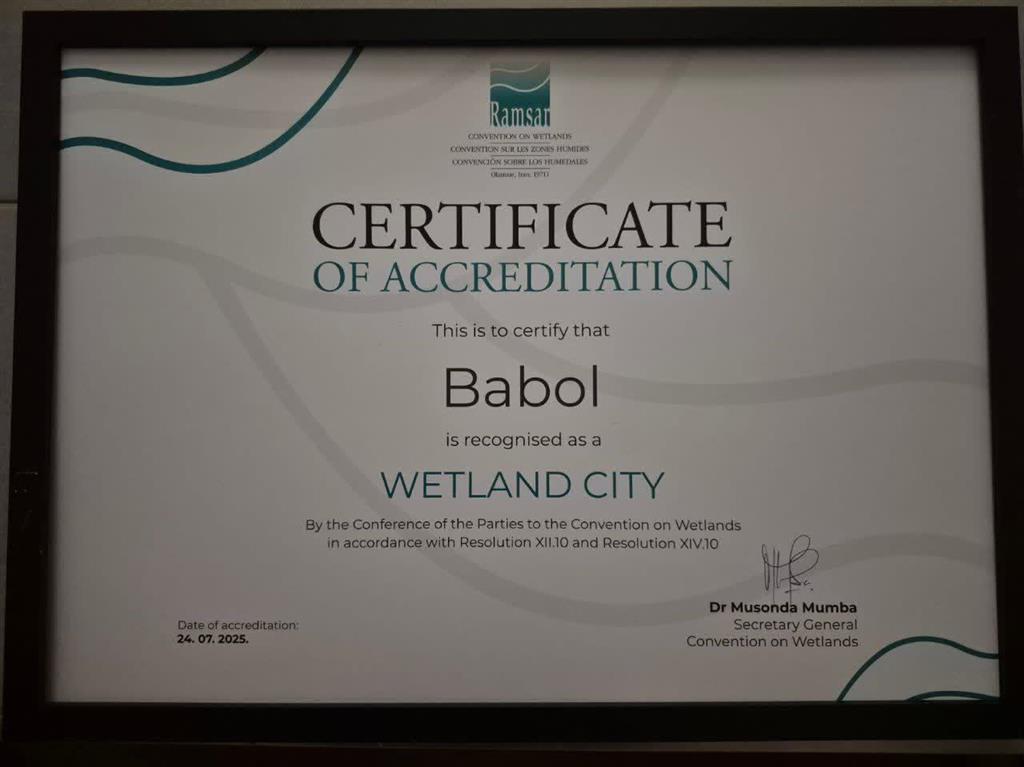 Ramsar
CONVENTION ON WETLANDS
CONVENTION SUR LES ZONES HUMIDES
CONVENCIÓN SOBRE LOS HUMEDALES
(Ramsar, Iran, 1971)
CERTIFICATE
OF ACCREDITATION
This is to certify that
Babol
is recognised as a
WETLAND CITY
By the Conference of the Parties to the Convention on Wetlands
in accordance with Resolution XII.10 and Resolution XIV.10
Dr Musonda Mumba
Secretary General
Convention on Wetlands
Date of accreditation:
24. 07. 2025.